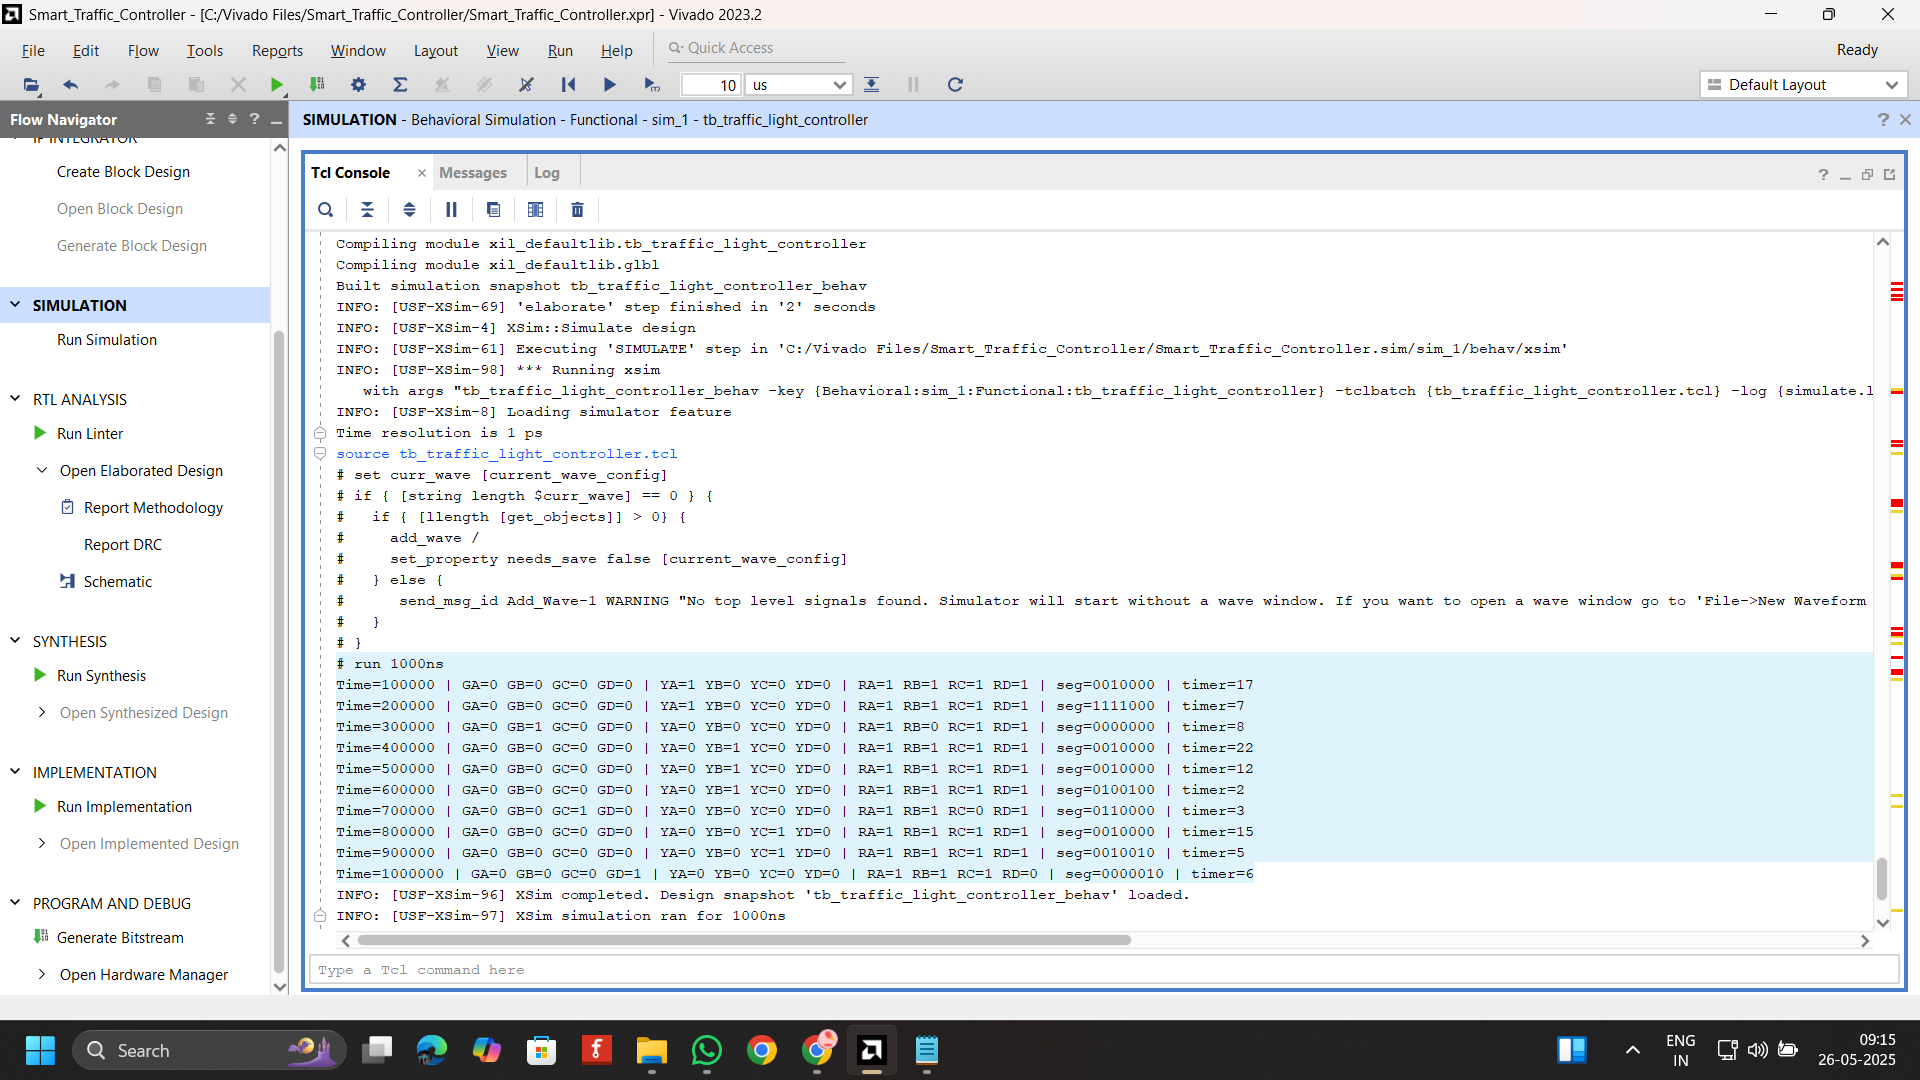 Smart_Traffic_Controller - [C:/Vivado Files/Smart_Traffic_Controller/Smart_Traffic_Controller.xpr] - Vivado 2023.2
File Edit Flow Tools Reports Window Layout View Run Help Quick Access Ready
10 us Default Layout
Flow Navigator
IP INTEGRATOR
Create Block Design
Open Block Design
Generate Block Design
SIMULATION
Run Simulation
RTL ANALYSIS
Run Linter
Open Elaborated Design
Report Methodology
Report DRC
Schematic
SYNTHESIS
Run Synthesis
Open Synthesized Design
IMPLEMENTATION
Run Implementation
Open Implemented Design
PROGRAM AND DEBUG
Generate Bitstream
Open Hardware Manager
SIMULATION - Behavioral Simulation - Functional - sim_1 - tb_traffic_light_controller
Tcl Console Messages Log
Compiling module xil_defaultlib.tb_traffic_light_controller
Compiling module xil_defaultlib.glbl
Built simulation snapshot tb_traffic_light_controller_behav
INFO: [USF-XSim-69] 'elaborate' step finished in '2' seconds
INFO: [USF-XSim-4] XSim::Simulate design
INFO: [USF-XSim-61] Executing 'SIMULATE' step in 'C:/Vivado Files/Smart_Traffic_Controller/Smart_Traffic_Controller.sim/sim_1/behav/xsim'
INFO: [USF-XSim-98] *** Running xsim
with args "tb_traffic_light_controller_behav -key {Behavioral:sim_1:Functional:tb_traffic_light_controller} -tclbatch {tb_traffic_light_controller.tcl} -log {simulate.l
INFO: [USF-XSim-8] Loading simulator feature
Time resolution is 1 ps
source tb_traffic_light_controller.tcl
# set curr_wave [current_wave_config]
# if { [string length $curr_wave] == 0 } {
#   if { [llength [get_objects]] > 0} {
#     add_wave /
#     set_property needs_save false [current_wave_config]
#   } else {
#      send_msg_id Add_Wave-1 WARNING "No top level signals found. Simulator will start without a wave window. If you want to open a wave window go to 'File->New Waveform
#   }
# }
# run 1000ns
Time=100000 | GA=0 GB=0 GC=0 GD=0 | YA=1 YB=0 YC=0 YD=0 | RA=1 RB=1 RC=1 RD=1 | seg=0010000 | timer=17
Time=200000 | GA=0 GB=0 GC=0 GD=0 | YA=1 YB=0 YC=0 YD=0 | RA=1 RB=1 RC=1 RD=1 | seg=1111000 | timer=7
Time=300000 | GA=0 GB=1 GC=0 GD=0 | YA=0 YB=0 YC=0 YD=0 | RA=1 RB=0 RC=1 RD=1 | seg=0000000 | timer=8
Time=400000 | GA=0 GB=0 GC=0 GD=0 | YA=0 YB=1 YC=0 YD=0 | RA=1 RB=1 RC=1 RD=1 | seg=0010000 | timer=22
Time=500000 | GA=0 GB=0 GC=0 GD=0 | YA=0 YB=1 YC=0 YD=0 | RA=1 RB=1 RC=1 RD=1 | seg=0010000 | timer=12
Time=600000 | GA=0 GB=0 GC=0 GD=0 | YA=0 YB=1 YC=0 YD=0 | RA=1 RB=1 RC=1 RD=1 | seg=0100100 | timer=2
Time=700000 | GA=0 GB=0 GC=1 GD=0 | YA=0 YB=0 YC=0 YD=0 | RA=1 RB=1 RC=0 RD=1 | seg=0110000 | timer=3
Time=800000 | GA=0 GB=0 GC=0 GD=0 | YA=0 YB=0 YC=1 YD=0 | RA=1 RB=1 RC=1 RD=1 | seg=0010000 | timer=15
Time=900000 | GA=0 GB=0 GC=0 GD=0 | YA=0 YB=0 YC=1 YD=0 | RA=1 RB=1 RC=1 RD=1 | seg=0010010 | timer=5
Time=1000000 | GA=0 GB=0 GC=0 GD=1 | YA=0 YB=0 YC=0 YD=0 | RA=1 RB=1 RC=1 RD=0 | seg=0000010 | timer=6
INFO: [USF-XSim-96] XSim completed. Design snapshot 'tb_traffic_light_controller_behav' loaded.
INFO: [USF-XSim-97] XSim simulation ran for 1000ns
Type a Tcl command here
Search
ENG
IN
09:15
26-05-2025